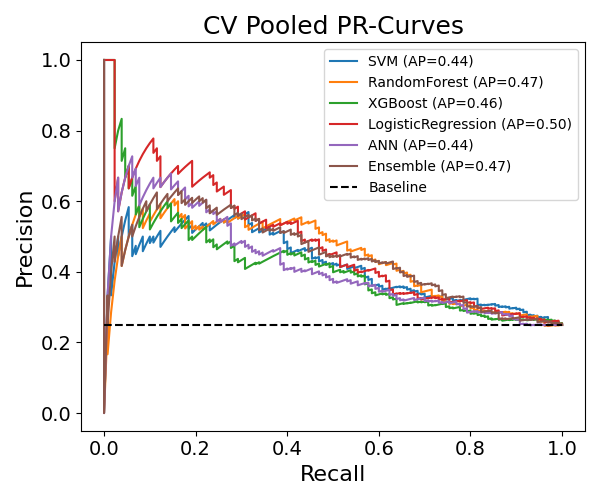 CV Pooled PR-Curves
SVM (AP=0.44)
RandomForest (AP=0.47)
XGBoost (AP=0.46)
LogisticRegression (AP=0.50)
ANN (AP=0.44)
Ensemble (AP=0.47)
Baseline
Precision
1.0
0.8
0.6
0.4
0.2
0.0
0.0 0.2 0.4 0.6 0.8 1.0
Recall